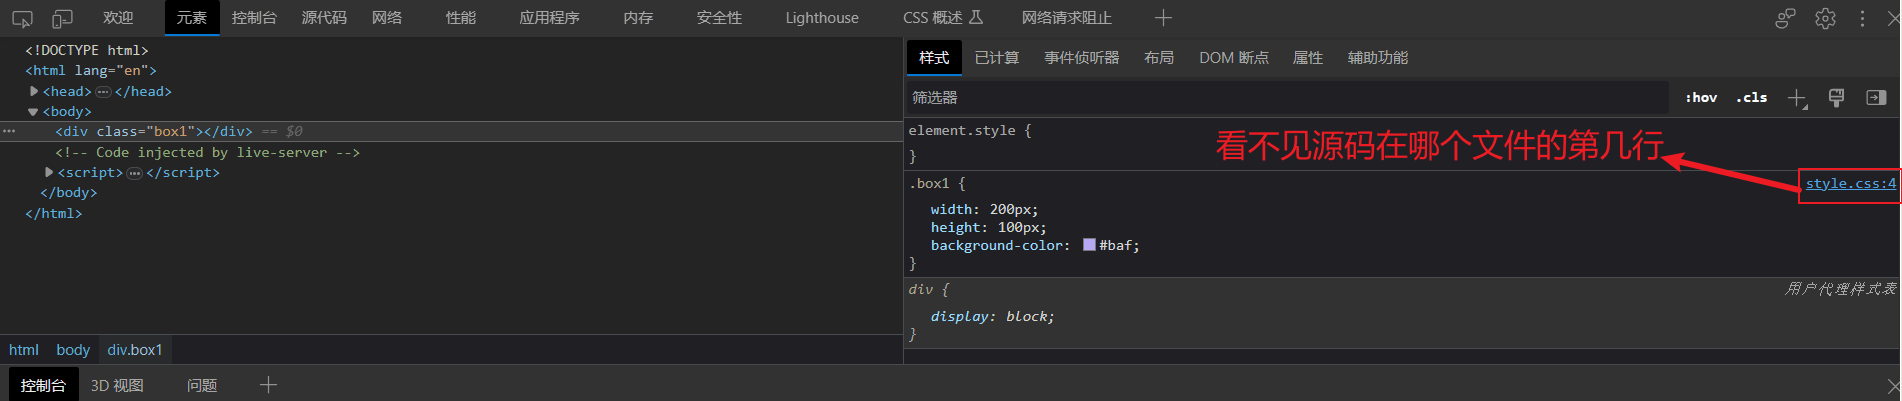 欢迎 元素 控制台 源代码 网络 性能 应用程序 内存 安全性 Lighthouse CSS 概述 网络请求阻止
<!DOCTYPE html>
<html lang="en">
<head>…</head>
<body>
<div class="box1"></div> == $0
<!-- Code injected by live-server -->
<script>…</script>
</body>
</html>
html body div.box1
样式 已计算 事件侦听器 布局 DOM 断点 属性 辅助功能
筛选器 :hov .cls
element.style {
}
看不见源码在哪个文件的第几行
.box1 { style.css:4
width: 200px;
height: 100px;
background-color: #baf;
}
div { 用户代理样式表
display: block;
}
控制台 3D 视图 问题